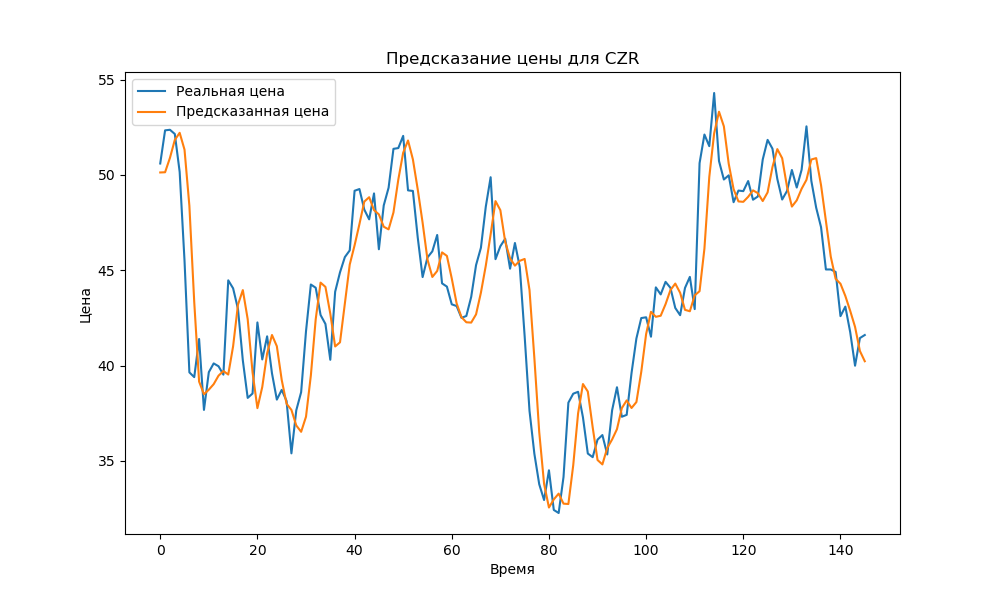 Предсказание цены для CZR
Реальная цена
Предсказанная цена
Цена
55
50
45
40
35
0 20 40 60 80 100 120 140
Время